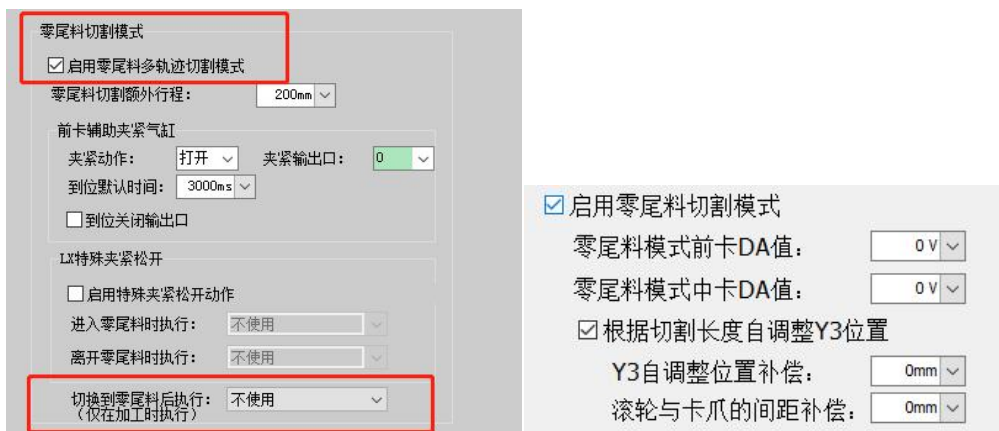 零尾料切割模式
启用零尾料多轨迹切割模式
零尾料切割额外行程： 200mm
前卡辅助夹紧气缸
夹紧动作： 打开 夹紧输出口： 0
到位默认时间： 3000ms
到位关闭输出口
LX特殊夹紧松开
启用特殊夹紧松开动作
进入零尾料时执行： 不使用
离开零尾料时执行： 不使用
切换到零尾料后执行： 不使用
（仅在加工时执行）
启用零尾料切割模式
零尾料模式前卡DA值： 0 V
零尾料模式中卡DA值： 0 V
根据切割长度自调整Y3位置
Y3自调整位置补偿： 0mm
滚轮与卡爪的间距补偿： 0mm